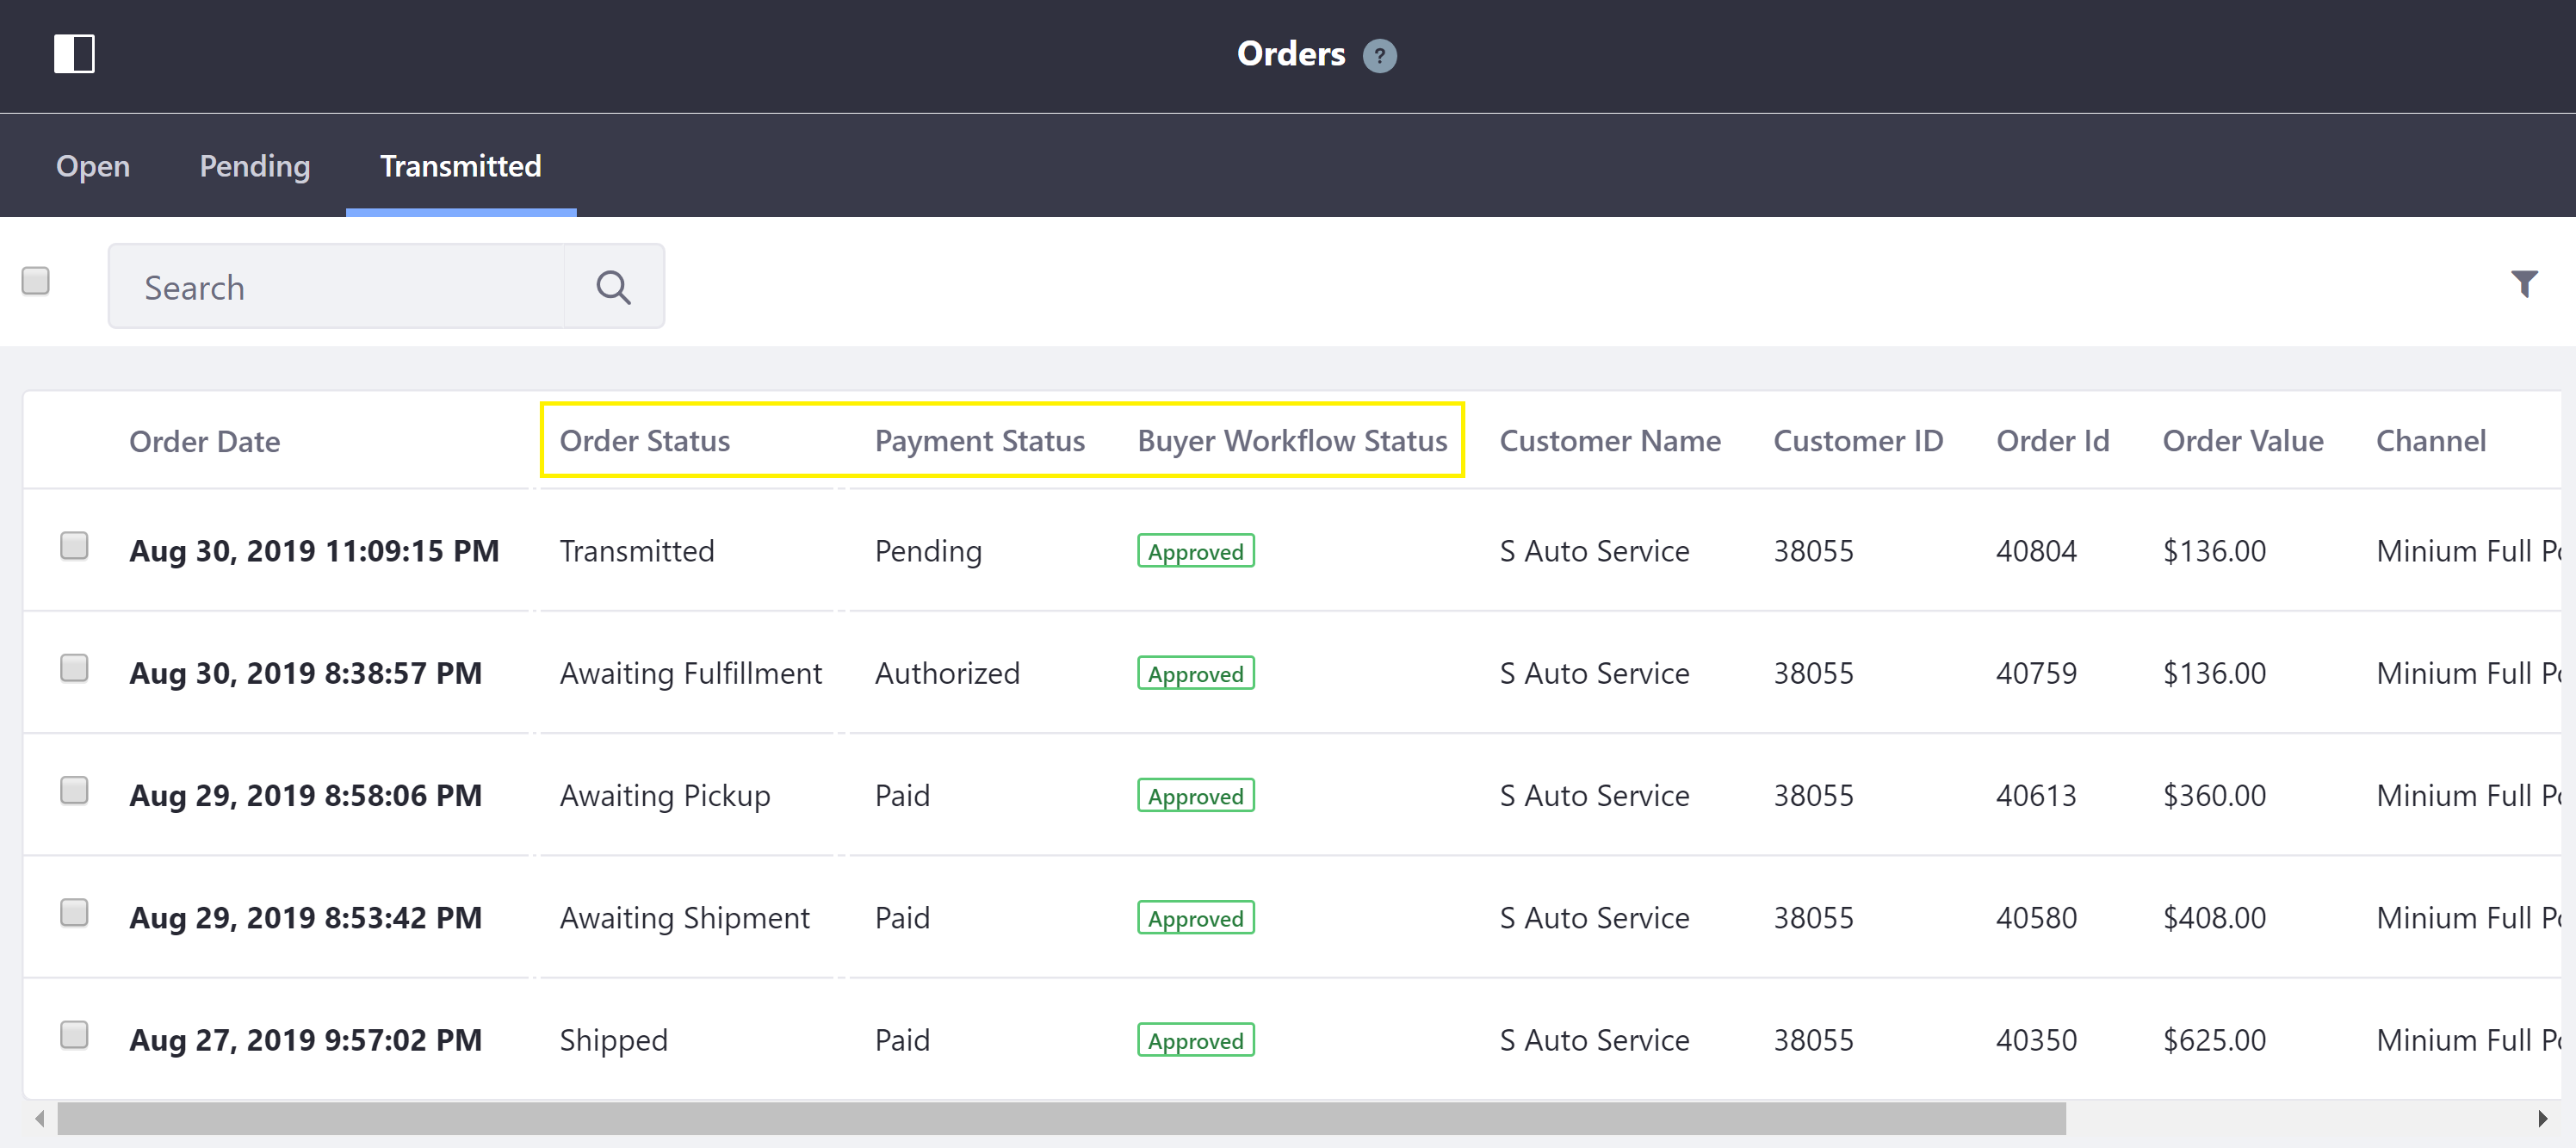 Orders ?
Open Pending Transmitted
Search
Order Date Order Status Payment Status Buyer Workflow Status Customer Name Customer ID Order Id Order Value Channel
Aug 30, 2019 11:09:15 PM Transmitted Pending Approved S Auto Service 38055 40804 $136.00 Minium Full
Aug 30, 2019 8:38:57 PM Awaiting Fulfillment Authorized Approved S Auto Service 38055 40759 $136.00 Minium Full
Aug 29, 2019 8:58:06 PM Awaiting Pickup Paid Approved S Auto Service 38055 40613 $360.00 Minium Full
Aug 29, 2019 8:53:42 PM Awaiting Shipment Paid Approved S Auto Service 38055 40580 $408.00 Minium Full
Aug 27, 2019 9:57:02 PM Shipped Paid Approved S Auto Service 38055 40350 $625.00 Minium Full